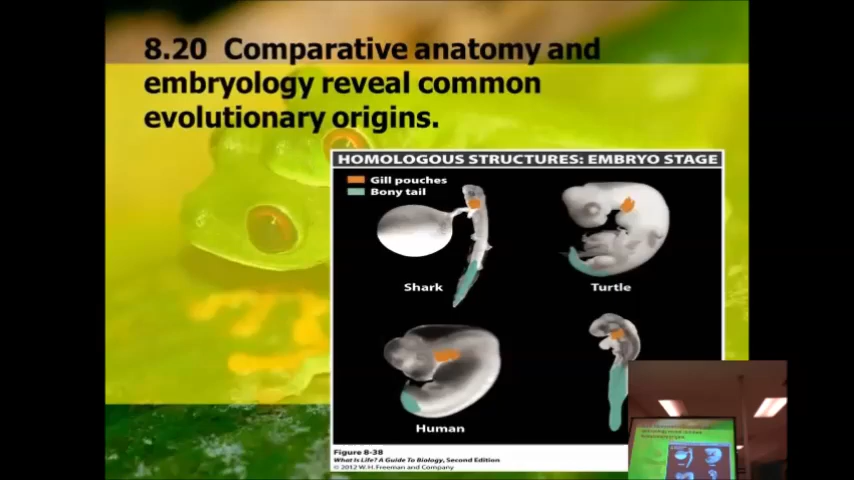 8.20 Comparative anatomy and
embryology reveal common
evolutionary origins.
HOMOLOGOUS STRUCTURES: EMBRYO STAGE
Gill pouches
Bony tail
Shark
Turtle
Human
Figure 8-38
What Is Life? A Guide To Biology, Second Edition
© 2012 W.H. Freeman and Company